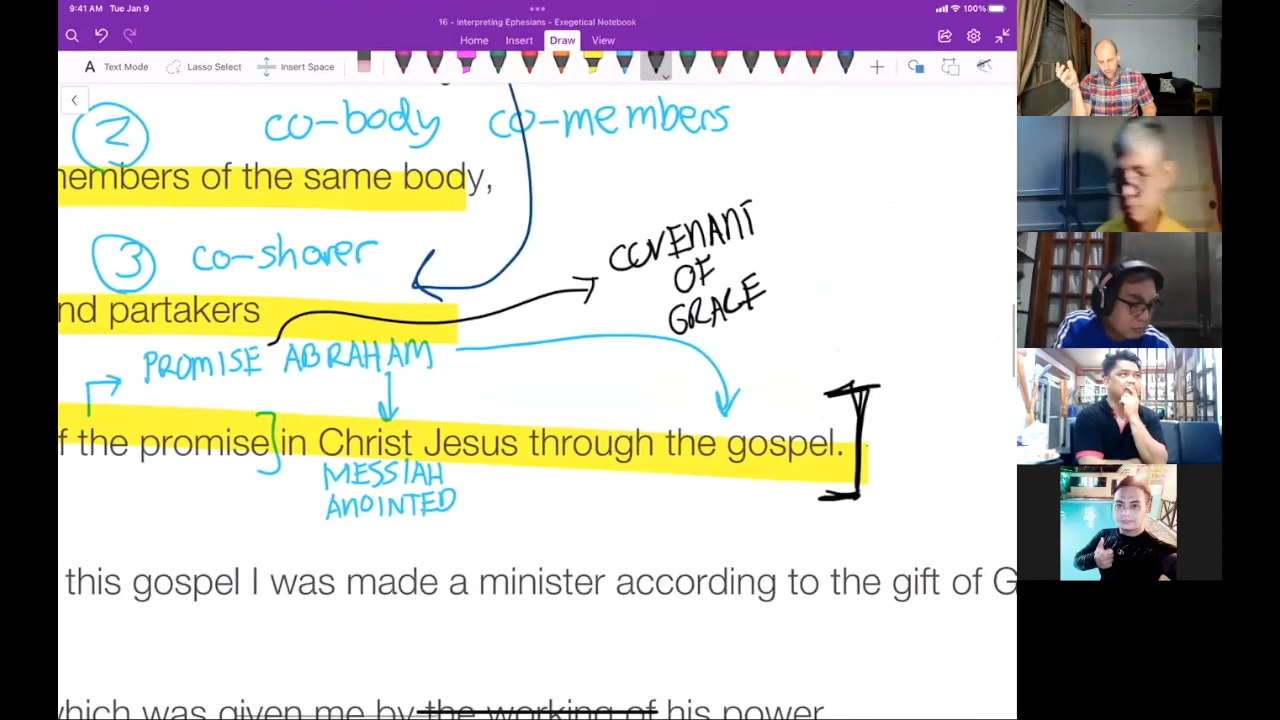 9:41 AM Tue Jan 9
100%
16 - Interpreting Ephesians - Exegetical Notebook
Home Insert Draw View
A Text Mode Lasso Select Insert Space
2 co-body co-members
members of the same body,
3 co-sharer
COVENANT
OF
GRACE
nd partakers
PROMISE ABRAHAM
f the promise] in Christ Jesus through the gospel.
MESSIAH
ANOINTED
this gospel I was made a minister according to the gift of G
which was given me by the working of his power